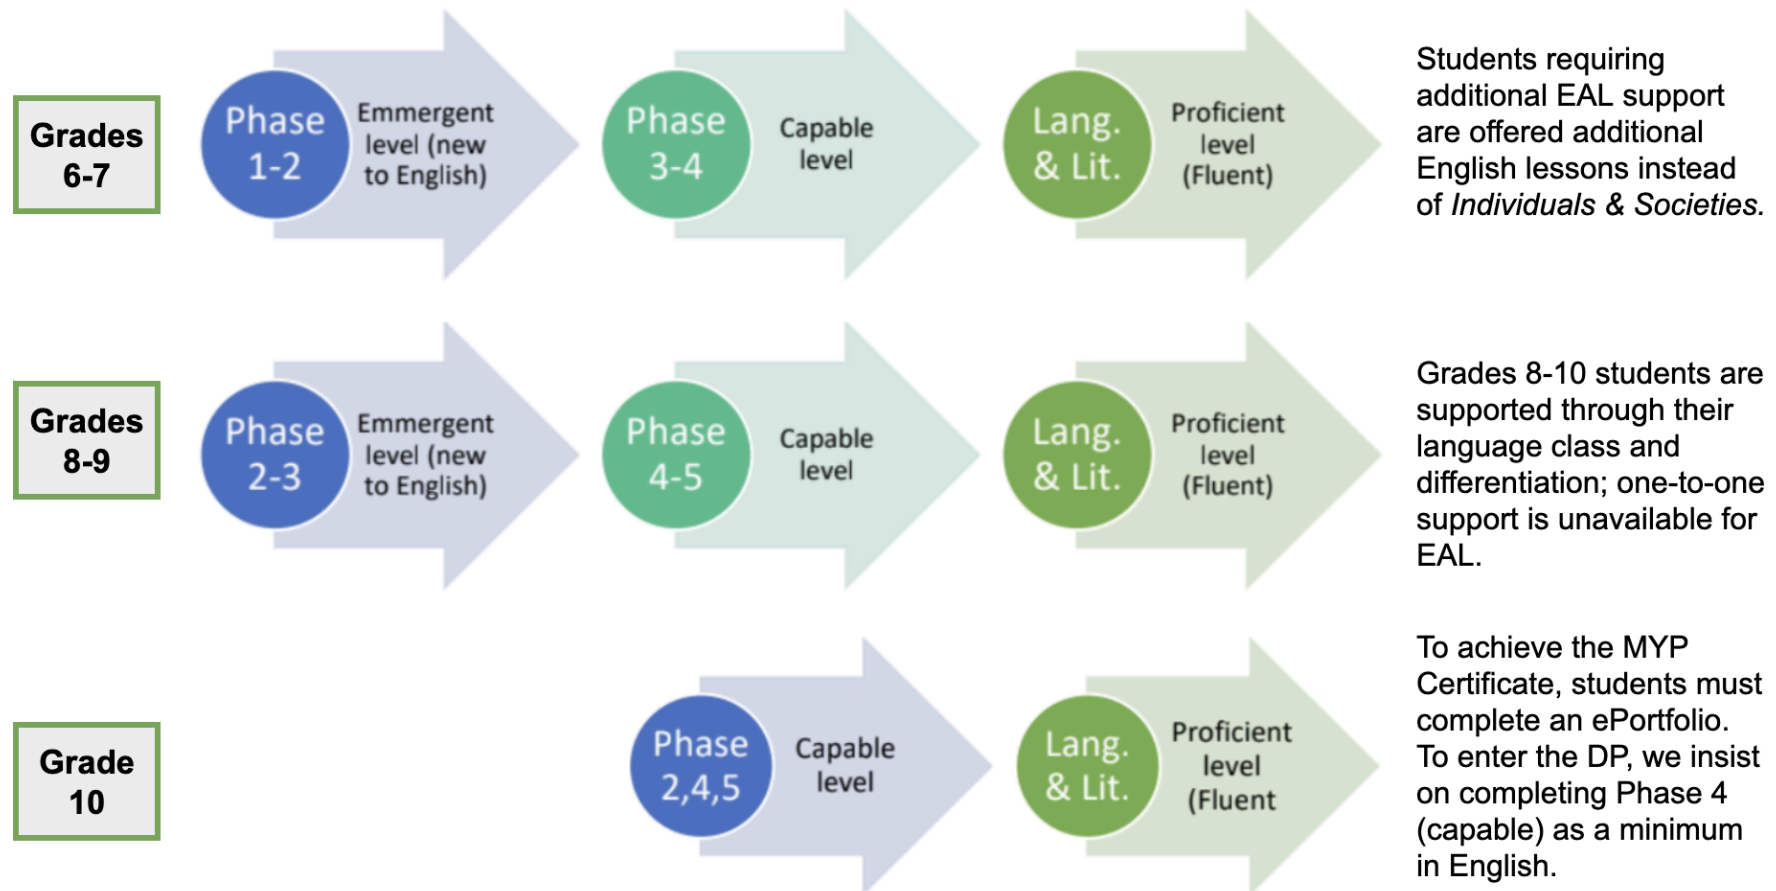 Grades
6-7
Phase
1-2
Emmergent
level (new
to English)
Phase
3-4
Capable
level
Lang.
& Lit.
Proficient
level
(Fluent)
Students requiring
additional EAL support
are offered additional
English lessons instead
of Individuals & Societies.
Grades
8-9
Phase
2-3
Emmergent
level (new
to English)
Phase
4-5
Capable
level
Lang.
& Lit.
Proficient
level
(Fluent)
Grades 8-10 students are
supported through their
language class and
differentiation; one-to-one
support is unavailable for
EAL.
Grade
10
Phase
2,4,5
Capable
level
Lang.
& Lit.
Proficient
level
(Fluent
To achieve the MYP
Certificate, students must
complete an ePortfolio.
To enter the DP, we insist
on completing Phase 4
(capable) as a minimum
in English.